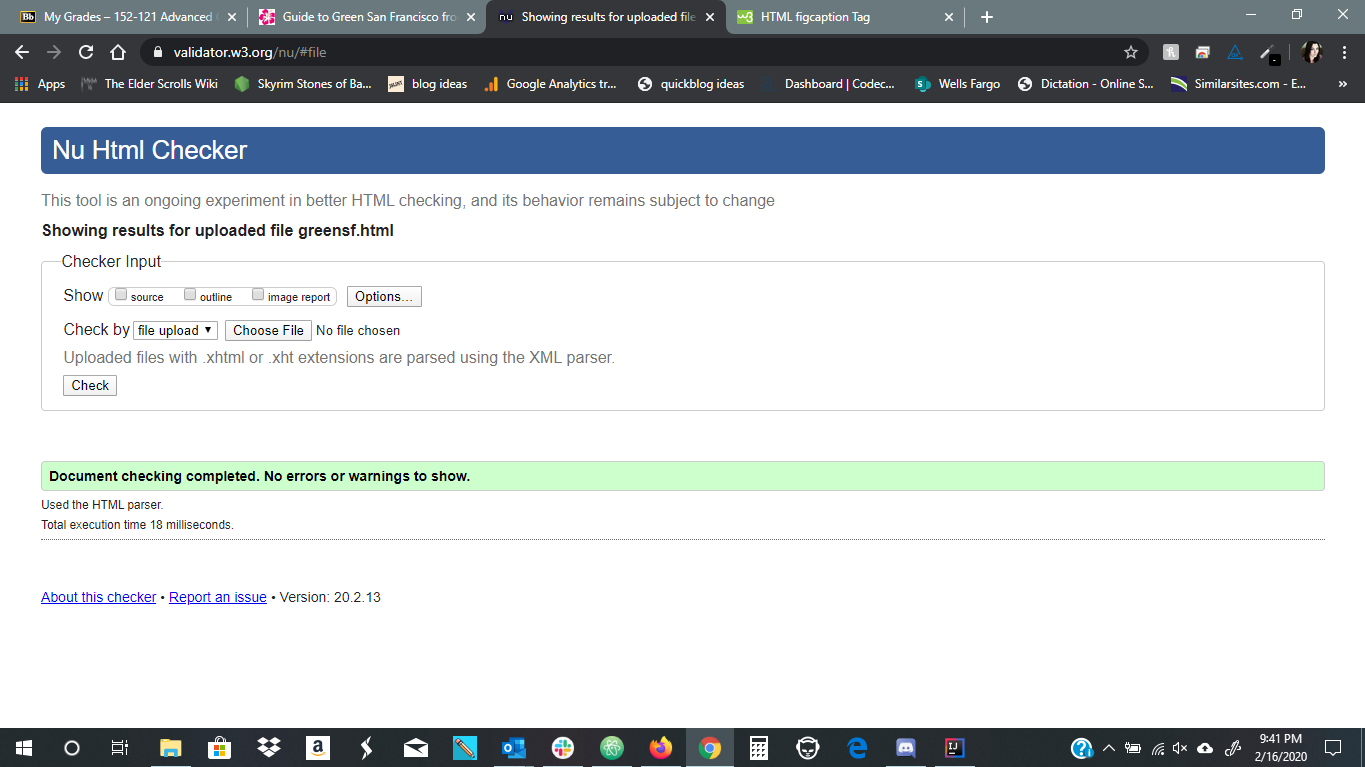 Bb My Grades – 152-121 Advanced
Guide to Green San Francisco fro
nu Showing results for uploaded file
w3 HTML figcaption Tag
validator.w3.org/nu/#file
Apps
The Elder Scrolls Wiki
Skyrim Stones of Ba...
blog ideas
Google Analytics tr...
quickblog ideas
Dashboard | Codec...
S Wells Fargo
Dictation - Online S...
Similarsites.com - E...
»
Nu Html Checker
This tool is an ongoing experiment in better HTML checking, and its behavior remains subject to change
Showing results for uploaded file greensf.html
Checker Input
Show source outline image report Options...
Check by file upload Choose File No file chosen
Uploaded files with .xhtml or .xht extensions are parsed using the XML parser.
Check
Document checking completed. No errors or warnings to show.
Used the HTML parser.
Total execution time 18 milliseconds.
About this checker • Report an issue • Version: 20.2.13
9:41 PM
2/16/2020